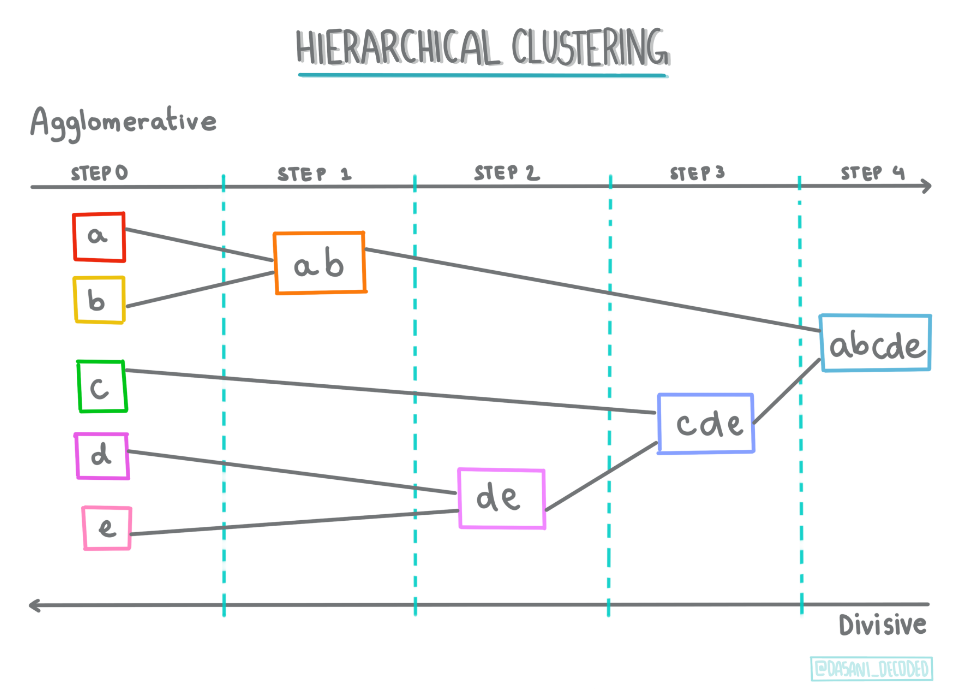 HIERARCHICAL CLUSTERING
Agglomerative
STEP 0 STEP 1 STEP 2 STEP 3 STEP 4
a
ab
b
abcde
c
cde
d
de
e
Divisive
@DASANI_DECODED